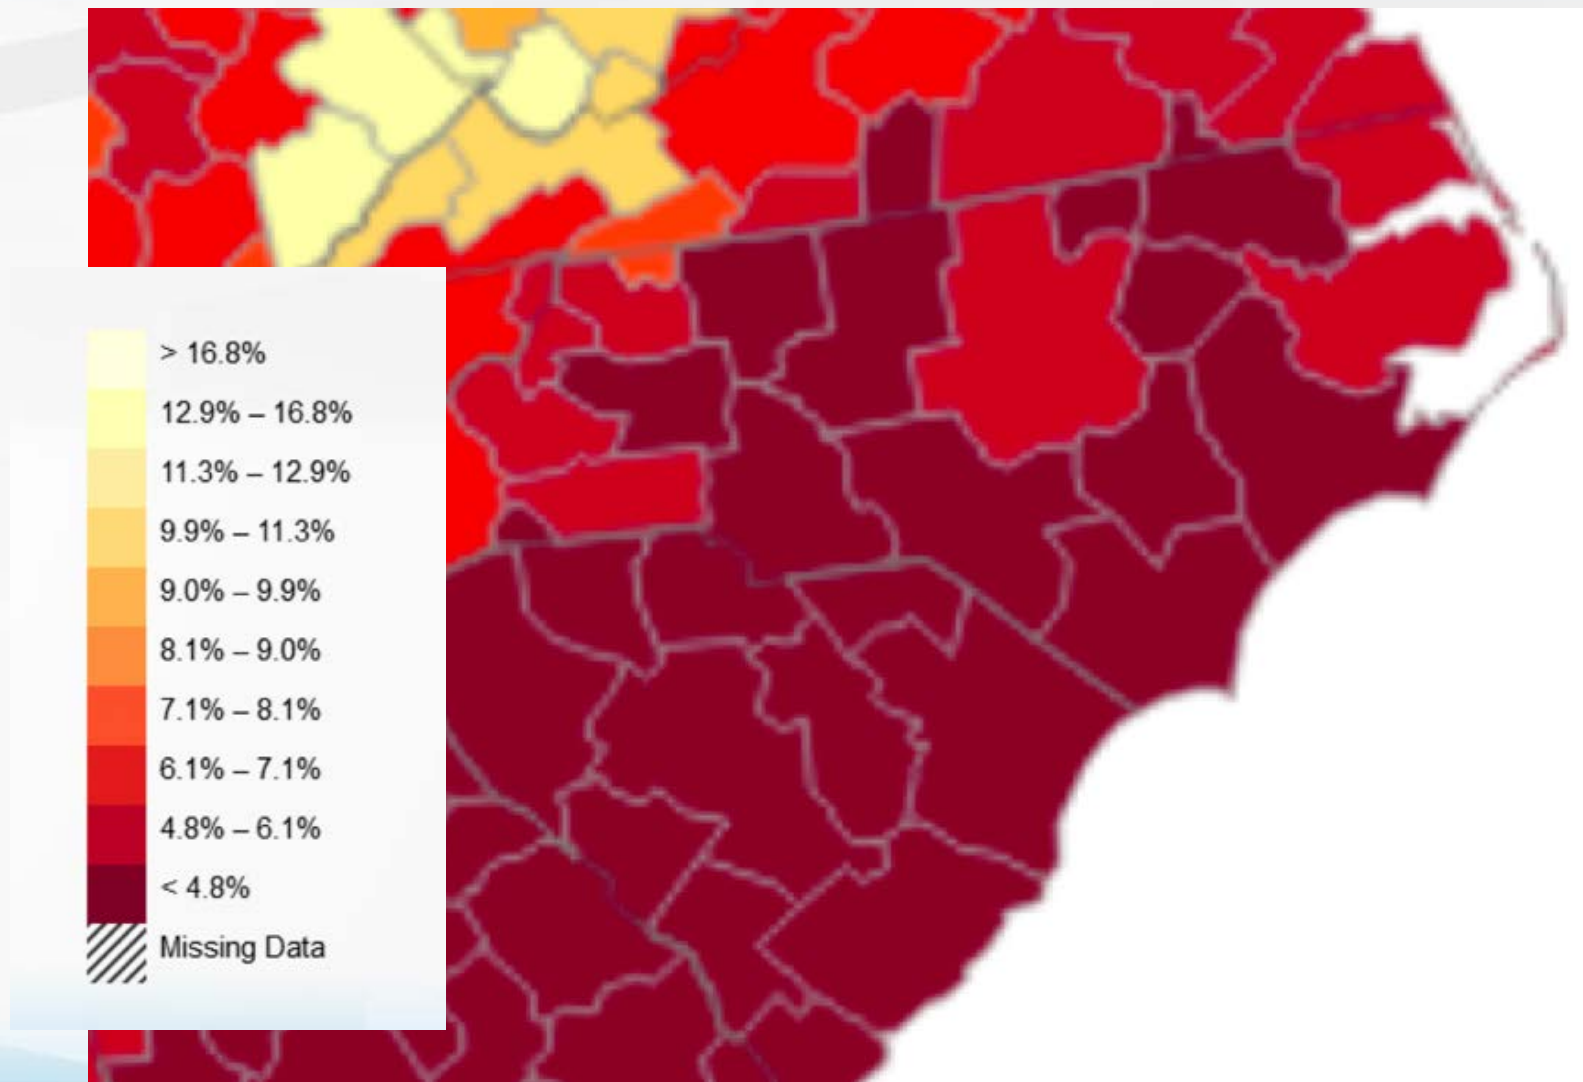 > 16.8%
12.9% – 16.8%
11.3% – 12.9%
9.9% – 11.3%
9.0% – 9.9%
8.1% – 9.0%
7.1% – 8.1%
6.1% – 7.1%
4.8% – 6.1%
< 4.8%
Missing Data